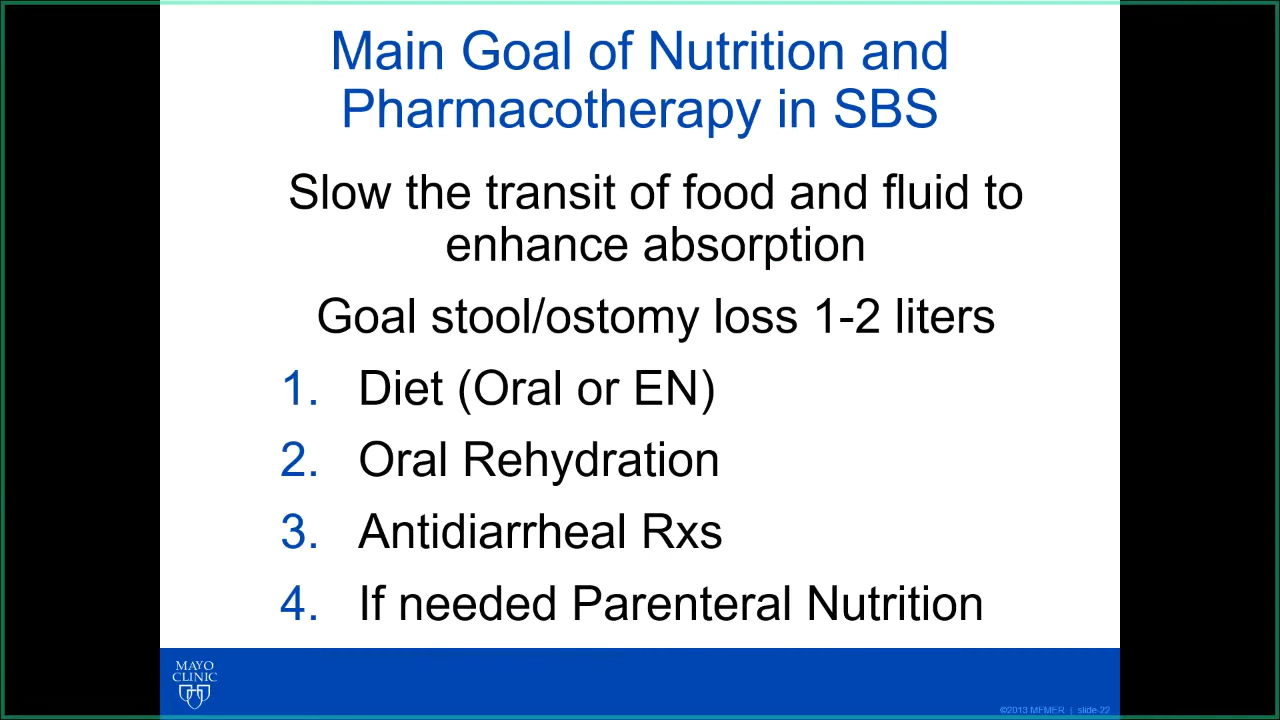 Main Goal of Nutrition and
Pharmacotherapy in SBS
Slow the transit of food and fluid to
enhance absorption
Goal stool/ostomy loss 1-2 liters
1. Diet (Oral or EN)
2. Oral Rehydration
3. Antidiarrheal Rxs
4. If needed Parenteral Nutrition
MAYO
CLINIC
©2013 MFMER | slide-22